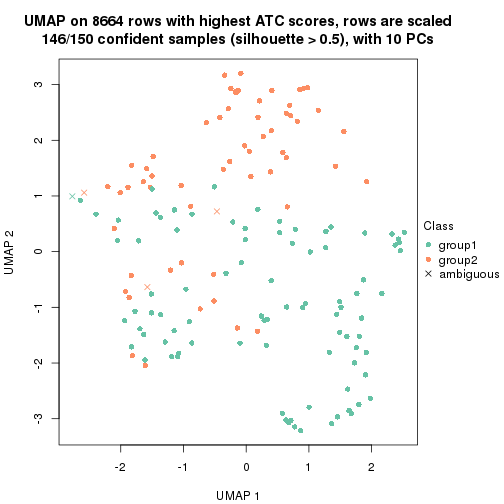 UMAP on 8664 rows with highest ATC scores, rows are scaled
146/150 confident samples (silhouette > 0.5), with 10 PCs
3
2
1
0
-1
-2
-3
UMAP 2
-2
-1
0
1
2
UMAP 1
Class
group1
group2
ambiguous